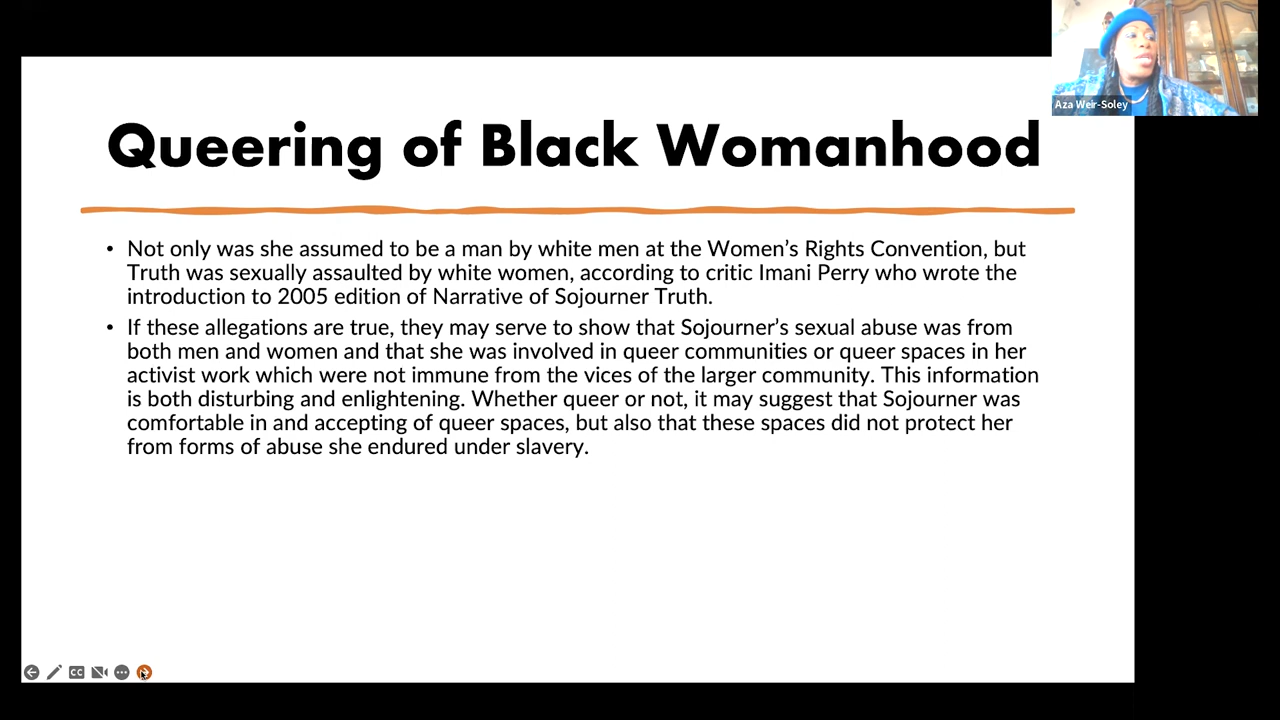 Aza Weir-Soley
Queering of Black Womanhood
• Not only was she assumed to be a man by white men at the Women's Rights Convention, but
Truth was sexually assaulted by white women, according to critic Imani Perry who wrote the
introduction to 2005 edition of Narrative of Sojourner Truth.
• If these allegations are true, they may serve to show that Sojourner's sexual abuse was from
both men and women and that she was involved in queer communities or queer spaces in her
activist work which were not immune from the vices of the larger community. This information
is both disturbing and enlightening. Whether queer or not, it may suggest that Sojourner was
comfortable in and accepting of queer spaces, but also that these spaces did not protect her
from forms of abuse she endured under slavery.
CC